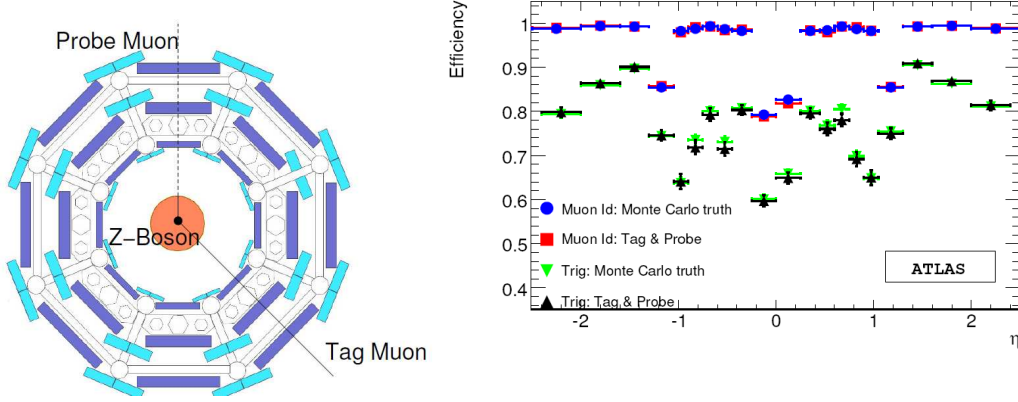 Probe Muon
Z-Boson
Tag Muon
Efficiency
1
0.9
0.8
0.7
0.6
0.5
0.4
Muon Id: Monte Carlo truth
Muon Id: Tag & Probe
Trig: Monte Carlo truth
Trig: Tag & Probe
ATLAS
-2 -1 0 1 2
η